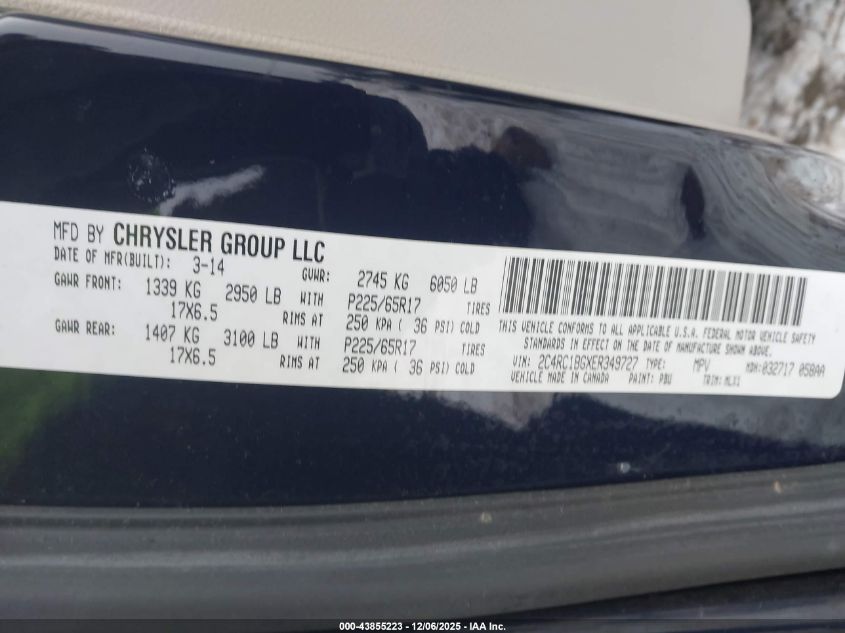 MFD BY CHRYSLER GROUP LLC
DATE OF MFR(BUILT): 3-14 GVWR: 2745 KG 6050 LB
GAWR FRONT: 1339 KG 2950 LB WITH P225/65R17 TIRES
17X6.5 RIMS AT 250 KPA ( 36 PSI) COLD
GAWR REAR: 1407 KG 3100 LB WITH P225/65R17 TIRES
17X6.5 RIMS AT 250 KPA ( 36 PSI) COLD
THIS VEHICLE CONFORMS TO ALL APPLICABLE U.S.A. FEDERAL MOTOR VEHICLE SAFETY
STANDARDS IN EFFECT ON THE DATE OF MANUFACTURE SHOWN ABOVE.
VIN: 2C4RC1BGXER349727 TYPE: MPV MDH: 032717 058AA
VEHICLE MADE IN CANADA PAINT: PBU TRIM: MLX1
000-43855223 - 12/06/2025 - IAA Inc.